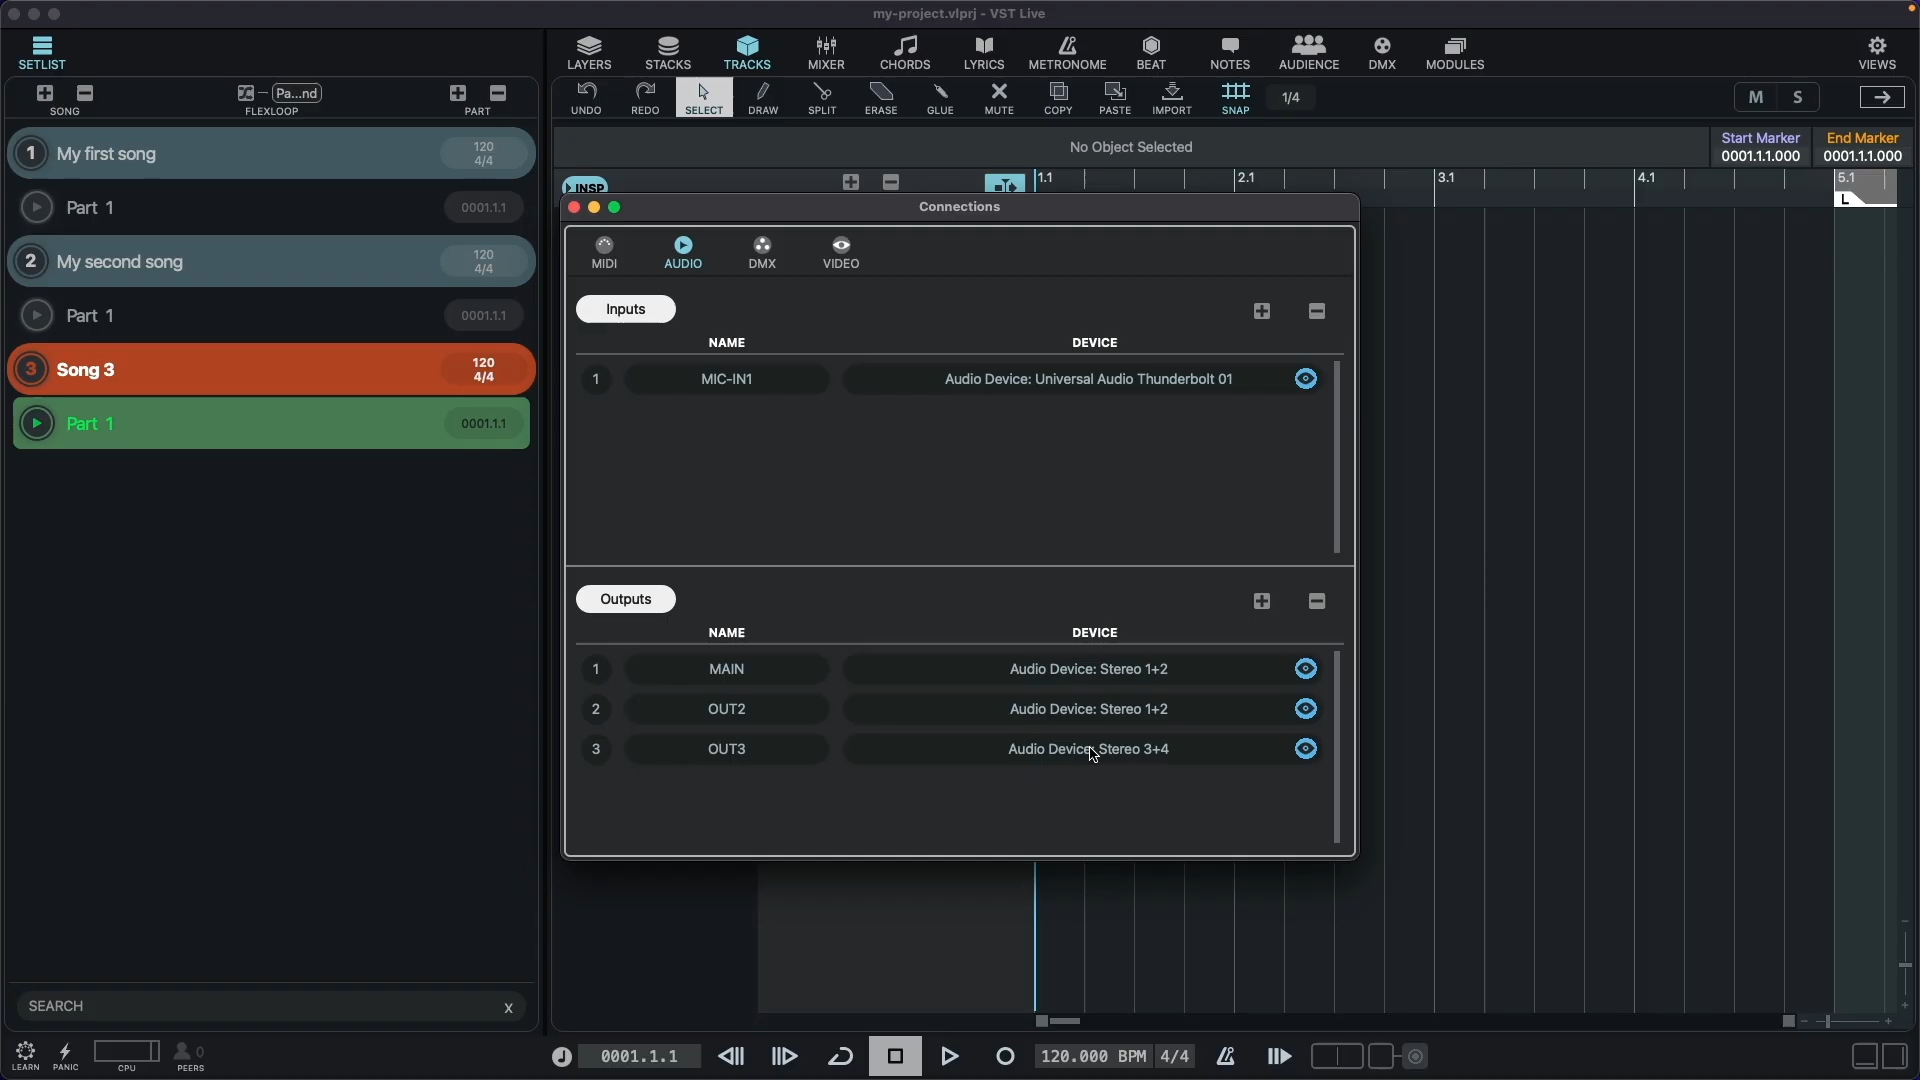 my-project.vlprj - VST Live
SETLIST
LAYERS STACKS TRACKS MIXER CHORDS LYRICS METRONOME BEAT NOTES AUDIENCE DMX MODULES VIEWS
SONG Pa...nd FLEXLOOP PART
UNDO REDO SELECT DRAW SPLIT ERASE GLUE MUTE COPY PASTE IMPORT SNAP 1/4 M S
No Object Selected
Start Marker End Marker
0001.1.1.000 0001.1.1.000
INSP 1.1 2.1 3.1 4.1 5.1
L
1 My first song 120 4/4
Part 1 0001.1.1
2 My second song 120 4/4
Part 1 0001.1.1
3 Song 3 120 4/4
Part 1 0001.1.1
Connections
MIDI AUDIO DMX VIDEO
Inputs
NAME DEVICE
1 MIC-IN1 Audio Device: Universal Audio Thunderbolt 01
Outputs
NAME DEVICE
1 MAIN Audio Device: Stereo 1+2
2 OUT2 Audio Device: Stereo 1+2
3 OUT3 Audio Device: Stereo 3+4
SEARCH x
LEARN PANIC CPU 0 PEERS
0001.1.1 120.000 BPM 4/4